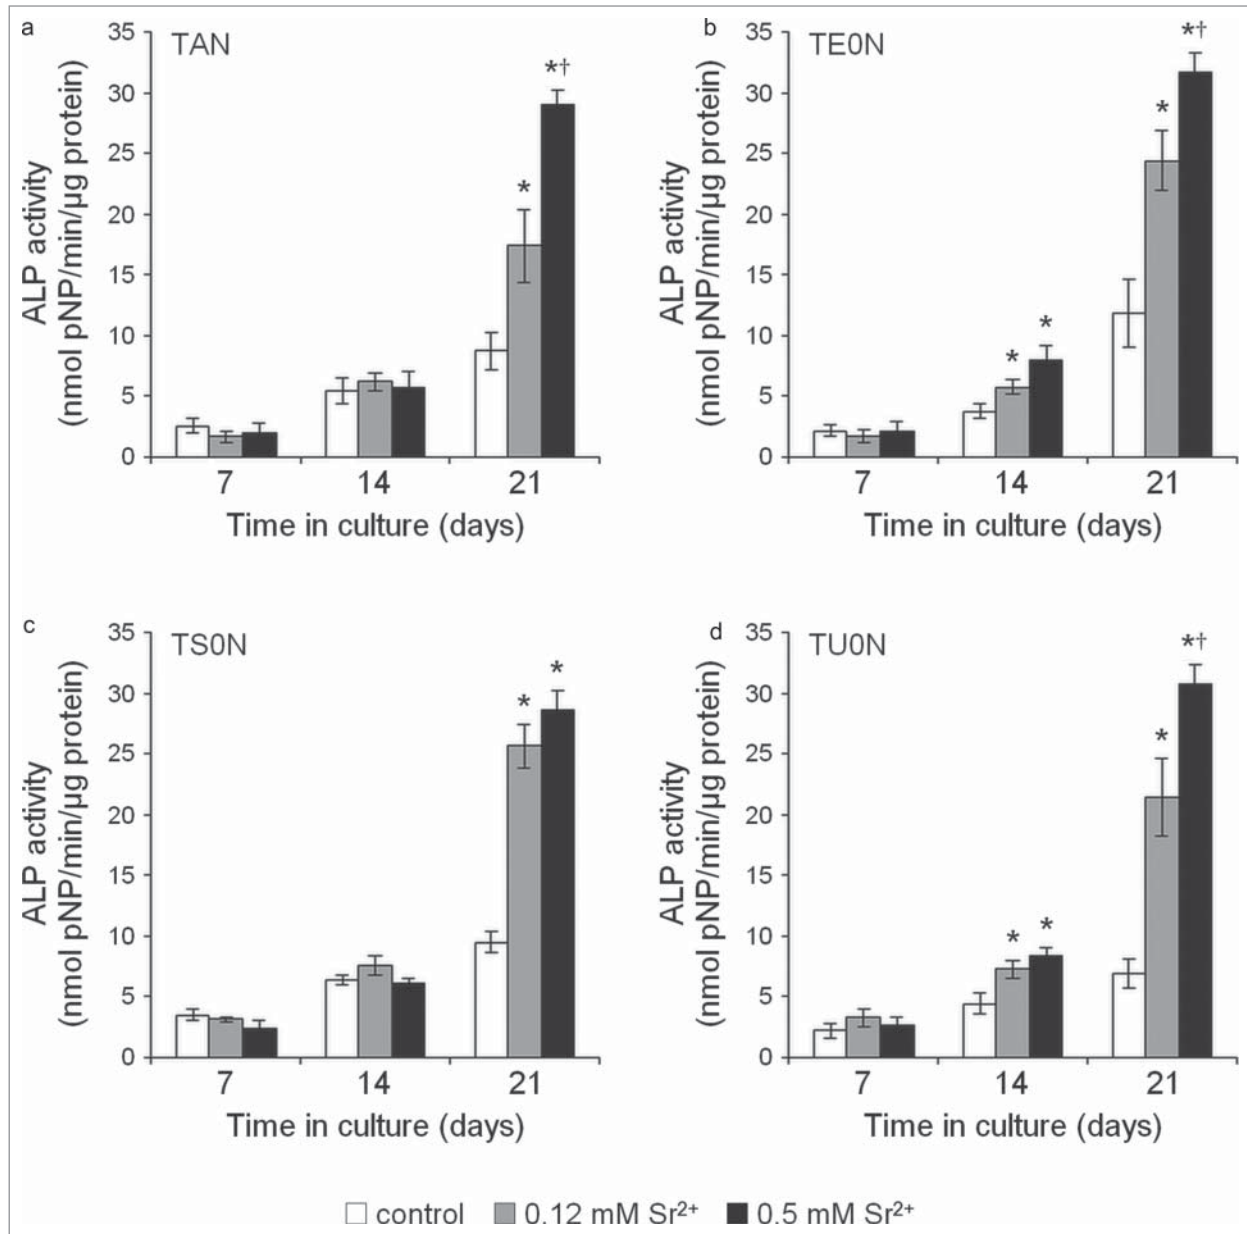 a
TAN
ALP activity
(nmol pNP/min/µg protein)
35
30
25
20
15
10
5
0
*
*†
7 14 21
Time in culture (days)
b
TE0N
ALP activity
(nmol pNP/min/µg protein)
35
30
25
20
15
10
5
0
* *
*
*†
7 14 21
Time in culture (days)
c
TS0N
ALP activity
(nmol pNP/min/µg protein)
35
30
25
20
15
10
5
0
*
*
7 14 21
Time in culture (days)
d
TU0N
ALP activity
(nmol pNP/min/µg protein)
35
30
25
20
15
10
5
0
* *
*
*†
7 14 21
Time in culture (days)
control 0.12 mM Sr²⁺ 0.5 mM Sr²⁺